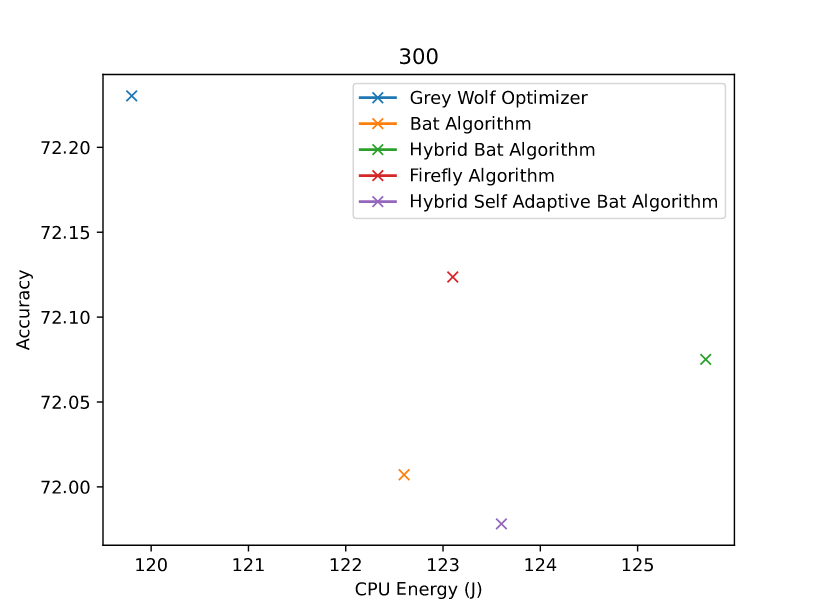 300
Grey Wolf Optimizer
Bat Algorithm
Hybrid Bat Algorithm
Firefly Algorithm
Hybrid Self Adaptive Bat Algorithm
72.20
72.15
72.10
72.05
72.00
Accuracy
120 121 122 123 124 125
CPU Energy (J)